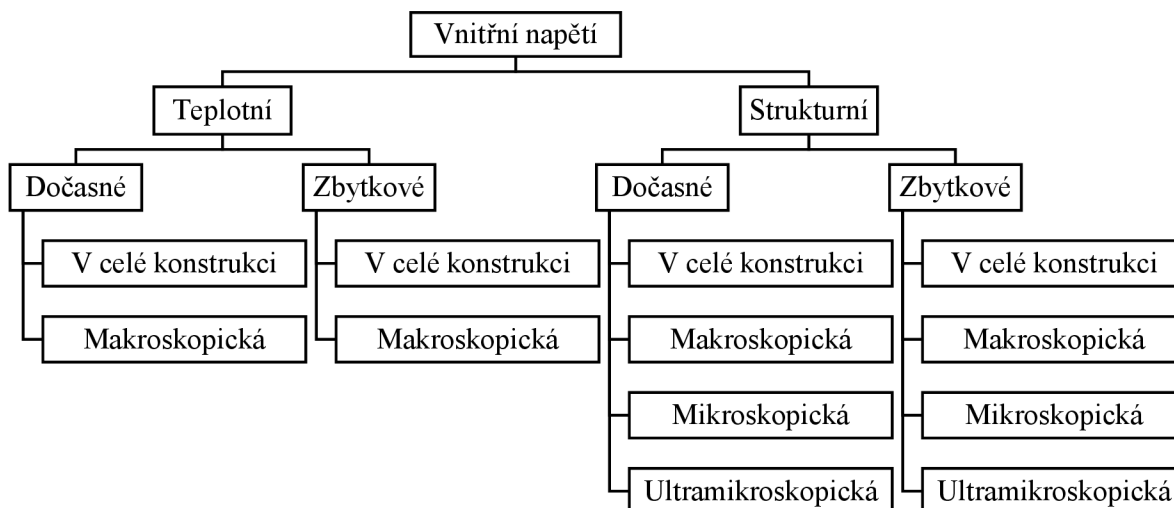 Vnitřní napětí
Teplotní
Strukturní
Dočasné
Zbytkové
Dočasné
Zbytkové
V celé konstrukci
V celé konstrukci
V celé konstrukci
V celé konstrukci
Makroskopická
Makroskopická
Makroskopická
Makroskopická
Mikroskopická
Mikroskopická
Ultramikroskopická
Ultramikroskopická